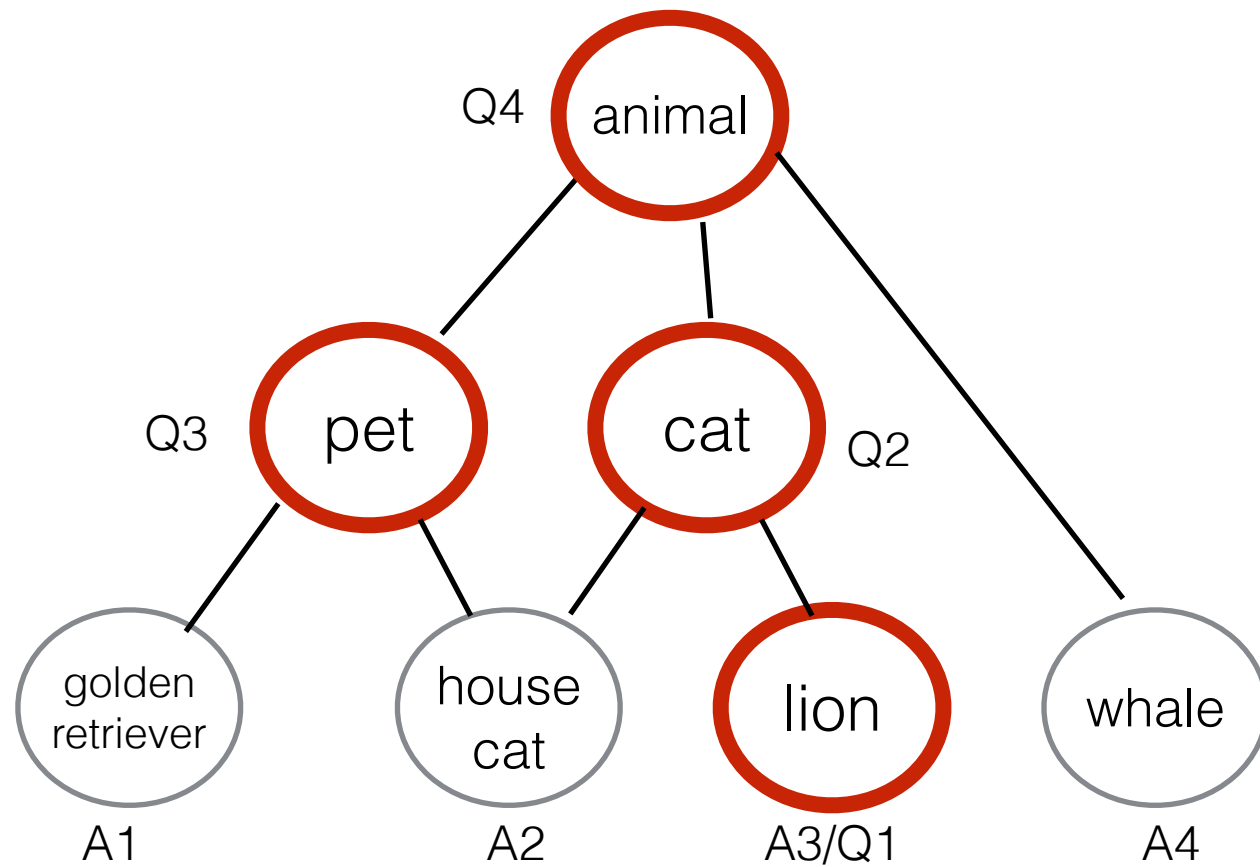 Q4
animal
Q3
pet
cat
Q2
golden
retriever
house
cat
lion
whale
A1
A2
A3/Q1
A4